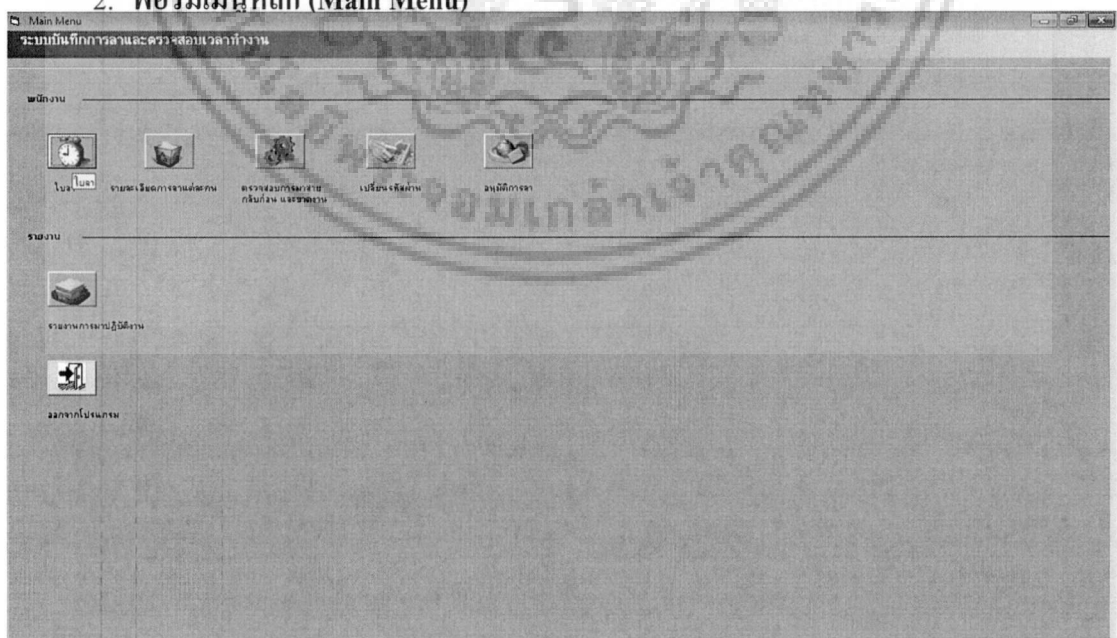 2. ฟอร์มเมนูหลัก (Main Menu)
Main Menu
ระบบบันทึกการลาและตรวจสอบเวลาทำงาน
พนักงาน
ใบลา
ใบลา
รายละเอียดการลาแต่ละคน
ตรวจสอบการมาสาย
กลับก่อน และขาดงาน
เปลี่ยนรหัสผ่าน
อนุมัติการลา
รายงาน
รายงานการมาปฏิบัติงาน
ออกจากโปรแกรม